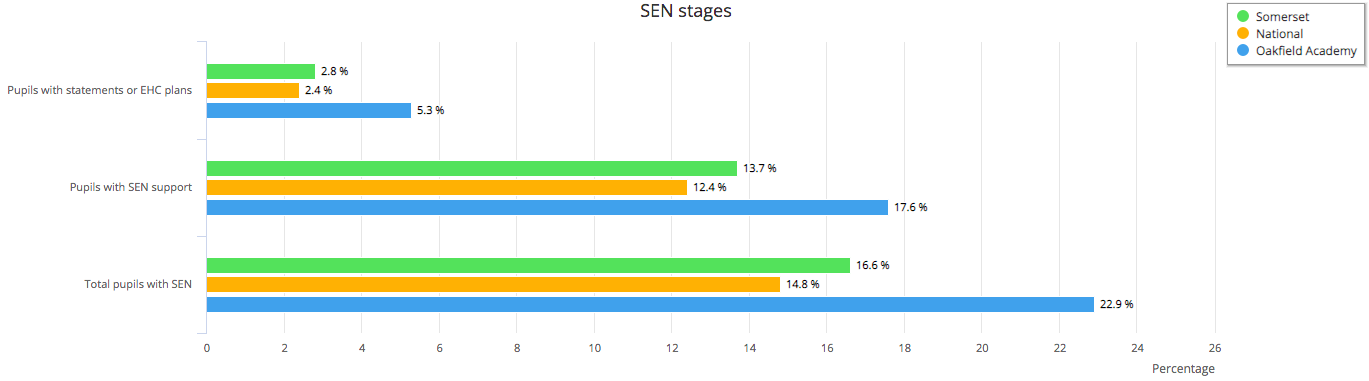 SEN stages
Somerset
National
Oakfield Academy
Pupils with statements or EHC plans
2.8 %
2.4 %
5.3 %
Pupils with SEN support
13.7 %
12.4 %
17.6 %
Total pupils with SEN
16.6 %
14.8 %
22.9 %
0 2 4 6 8 10 12 14 16 18 20 22 24 26
Percentage